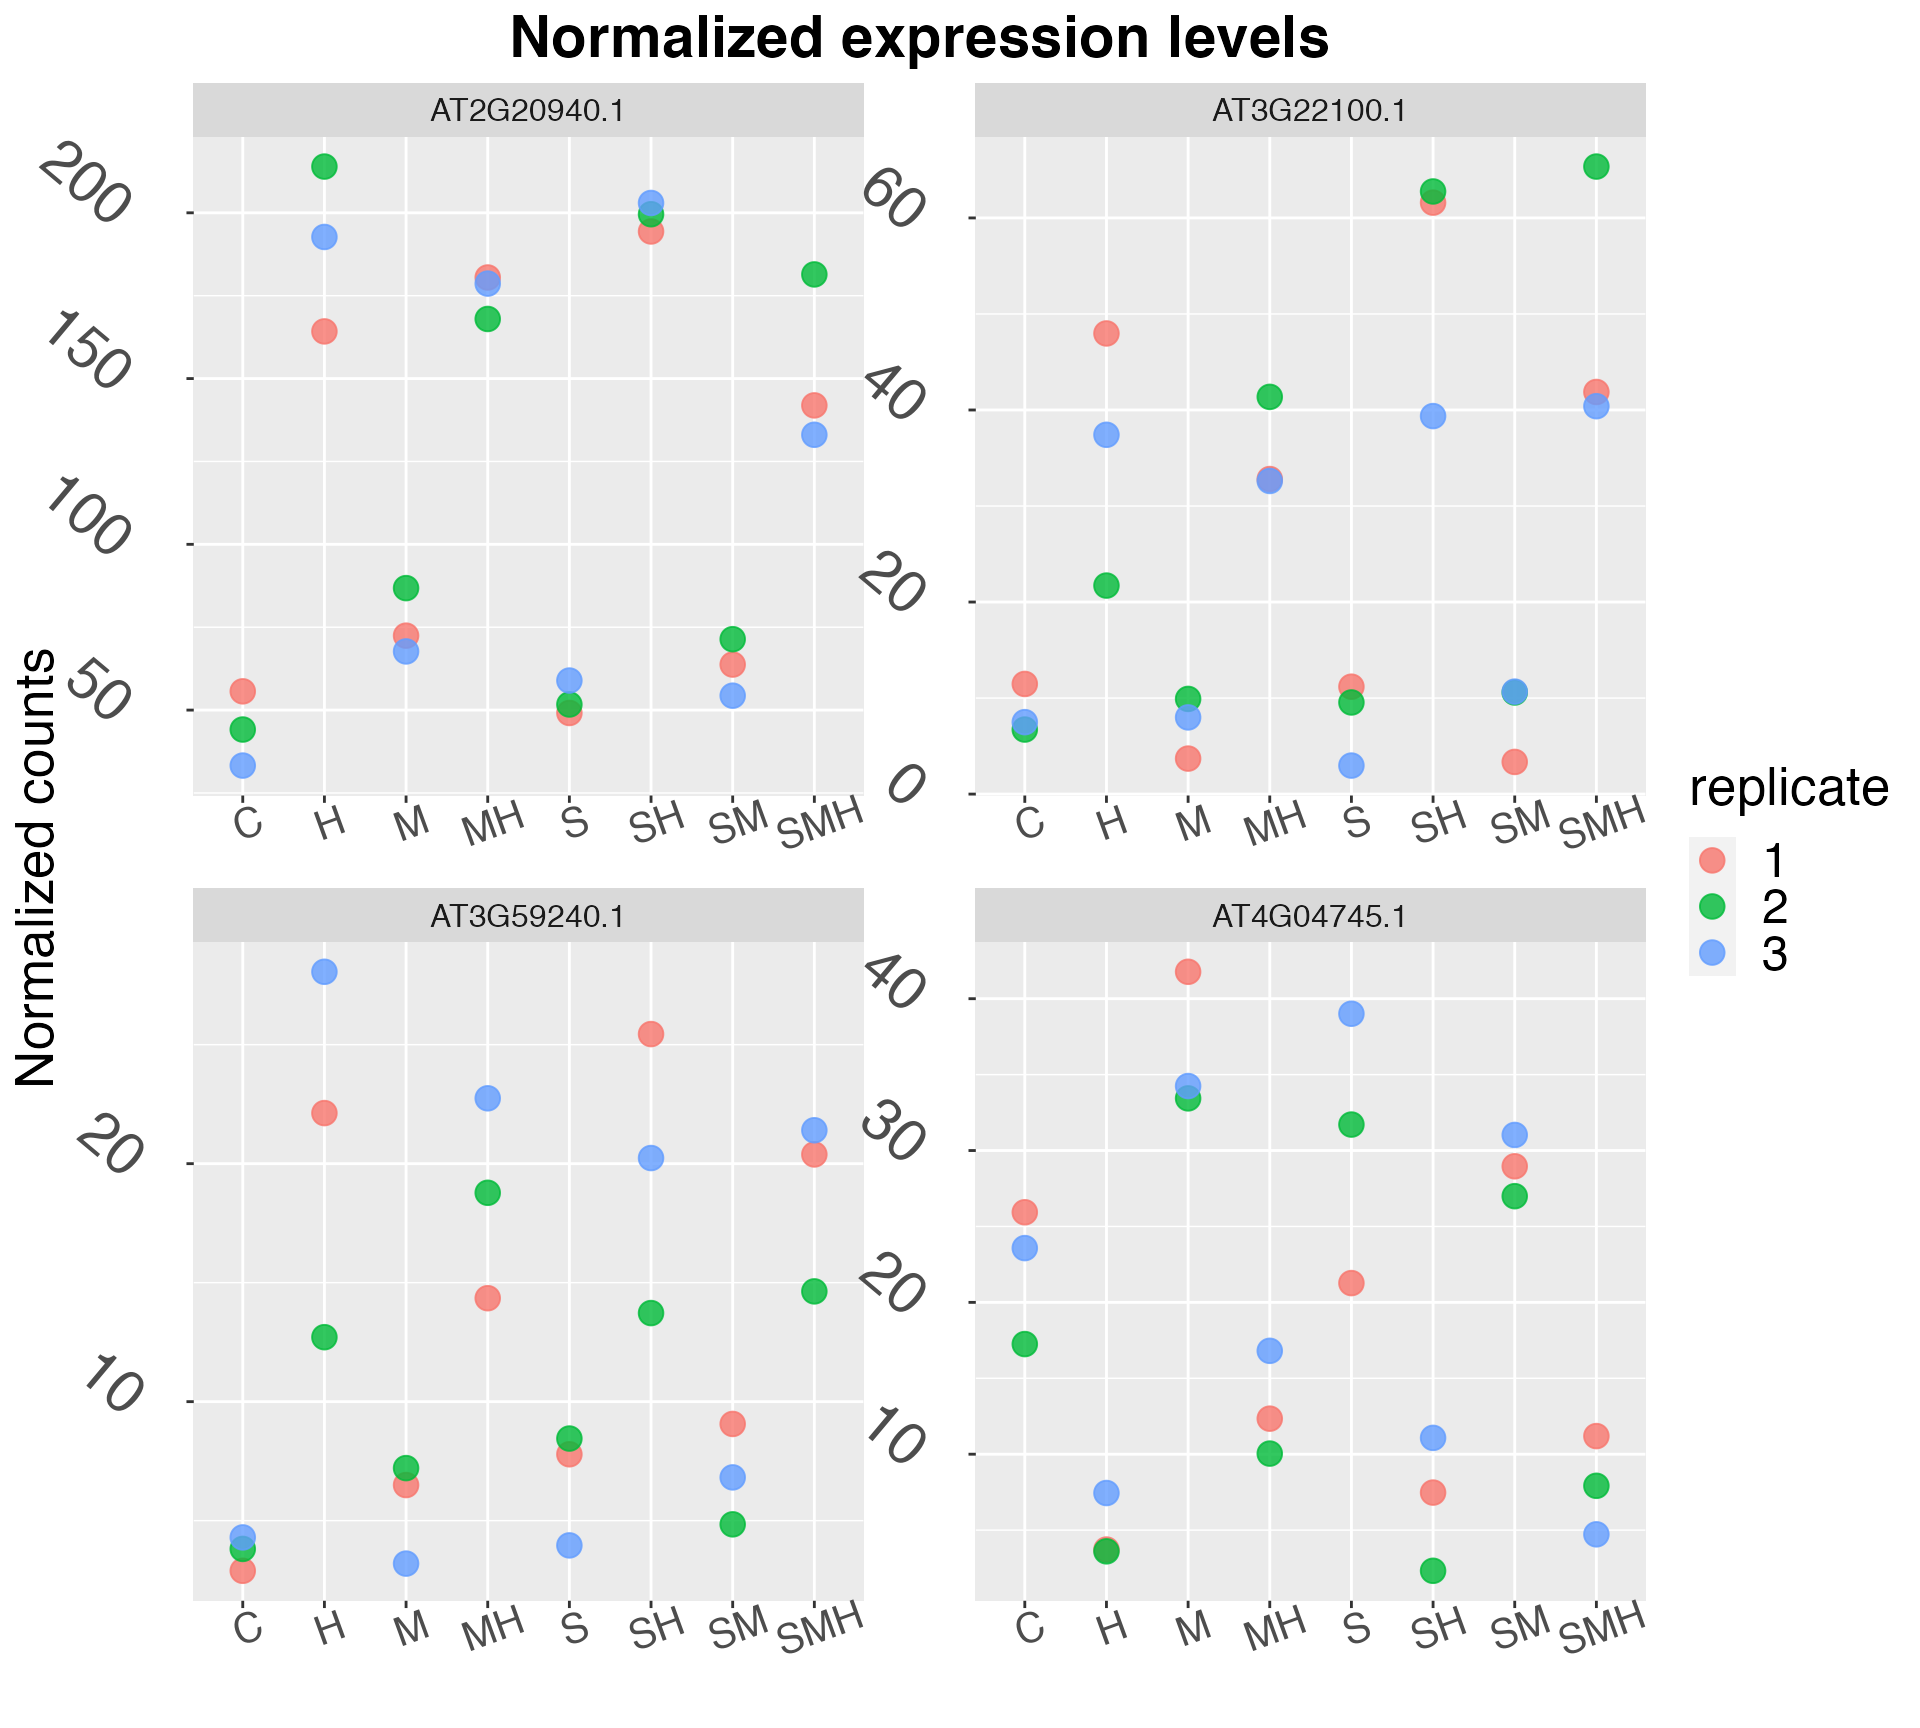 Normalized expression levels
AT2G20940.1
AT3G22100.1
200
150
100
50
60
40
20
0
C H M MH S SH SM SMH
C H M MH S SH SM SMH
Normalized counts
AT3G59240.1
AT4G04745.1
20
10
40
30
20
10
C H M MH S SH SM SMH
C H M MH S SH SM SMH
replicate
1
2
3